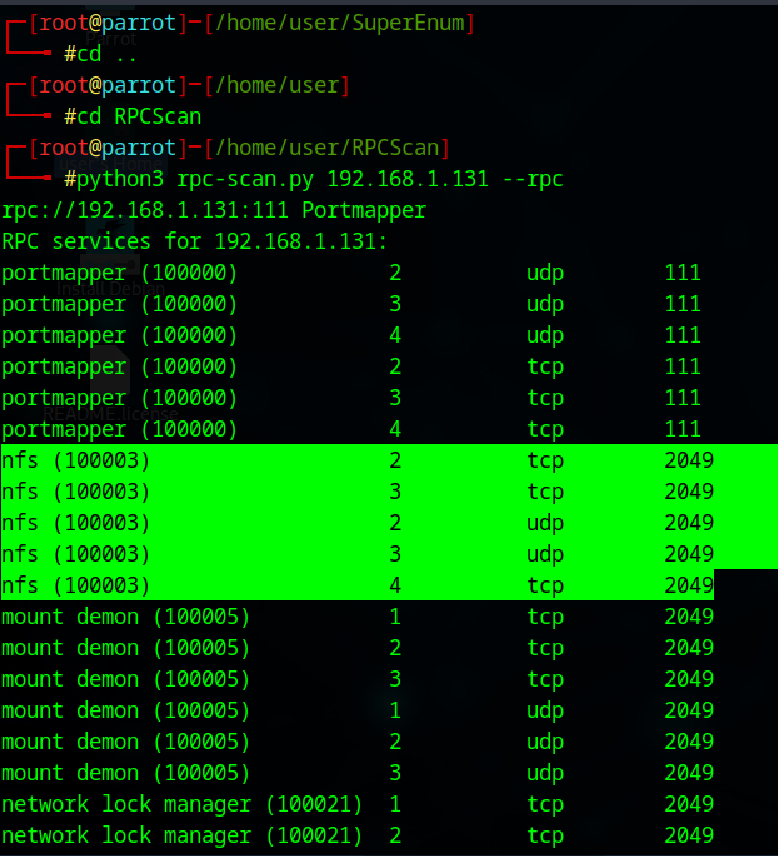 [root@parrot]─[/home/user/SuperEnum]
#cd ..
[root@parrot]─[/home/user]
#cd RPCScan
[root@parrot]─[/home/user/RPCScan]
#python3 rpc-scan.py 192.168.1.131 --rpc
rpc://192.168.1.131:111 Portmapper
RPC services for 192.168.1.131:
portmapper (100000) 2 udp 111
portmapper (100000) 3 udp 111
portmapper (100000) 4 udp 111
Install Debian
portmapper (100000) 2 tcp 111
portmapper (100000) 3 tcp 111
README.license
portmapper (100000) 4 tcp 111
nfs (100003) 2 tcp 2049
nfs (100003) 3 tcp 2049
nfs (100003) 2 udp 2049
nfs (100003) 3 udp 2049
nfs (100003) 4 tcp 2049
mount demon (100005) 1 tcp 2049
mount demon (100005) 2 tcp 2049
mount demon (100005) 3 tcp 2049
mount demon (100005) 1 udp 2049
mount demon (100005) 2 udp 2049
mount demon (100005) 3 udp 2049
network lock manager (100021) 1 tcp 2049
network lock manager (100021) 2 tcp 2049